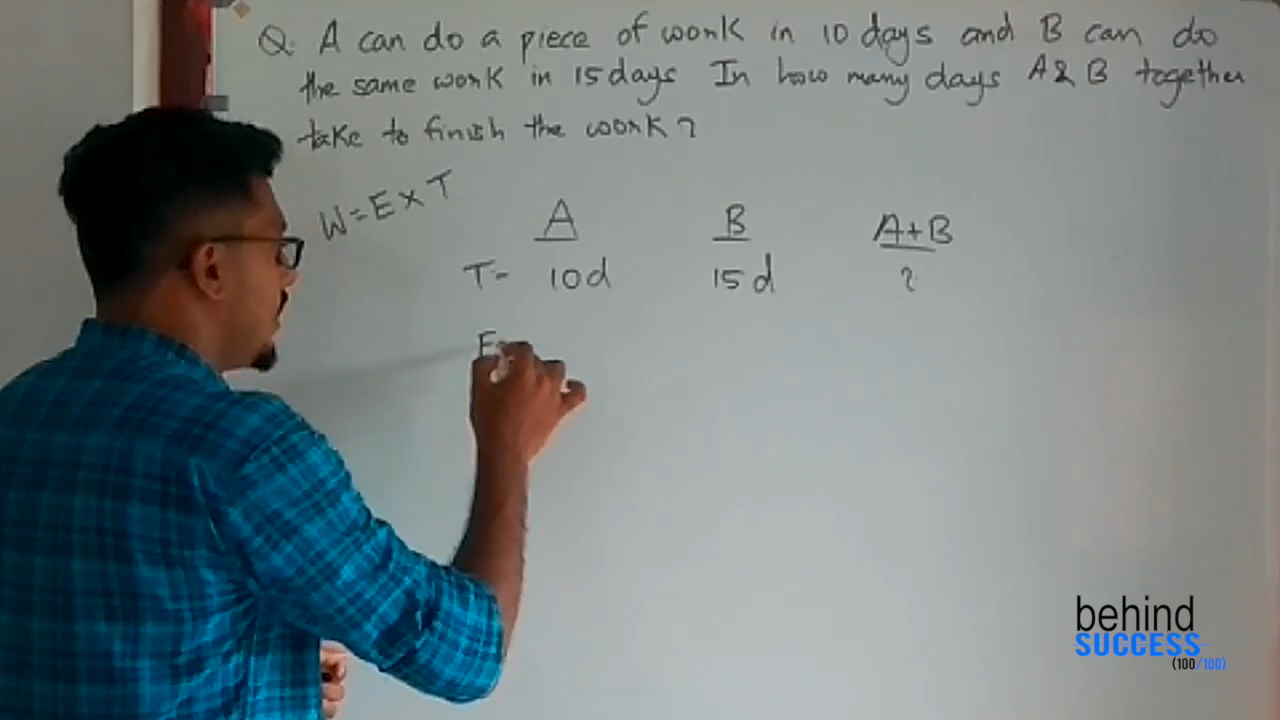 Q. A can do a piece of work in 10 days and B can do
the same work in 15 days In how many days A & B together
take to finish the work?
W = E × T
A B A+B
T- 10d 15d ?
E
behind
SUCCESS
(100/100)